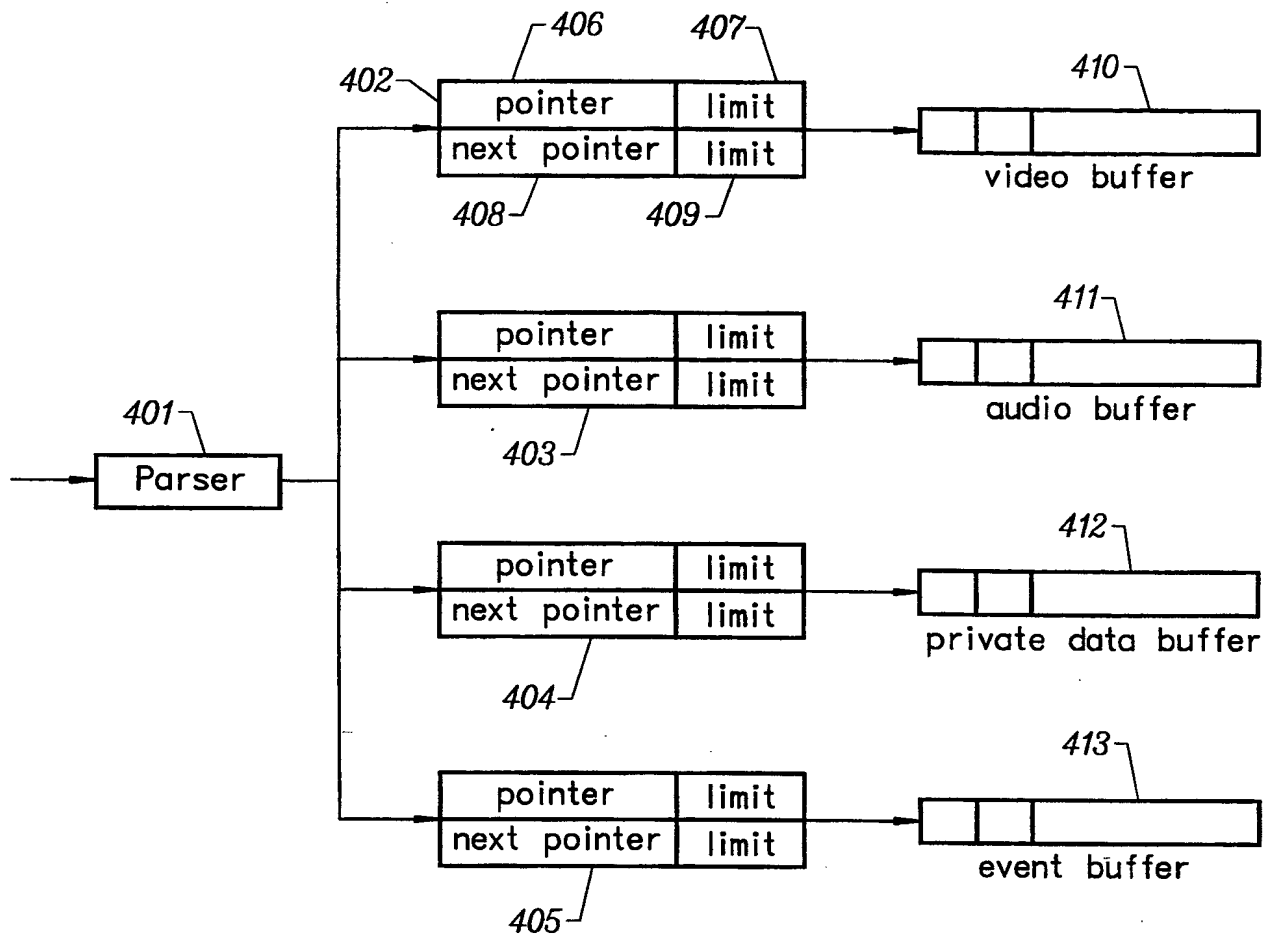 406
407
402
pointer
limit
next pointer
limit
408
409
410
video buffer
pointer
limit
next pointer
limit
403
411
audio buffer
401
Parser
pointer
limit
next pointer
limit
404
412
private data buffer
pointer
limit
next pointer
limit
405
413
event buffer